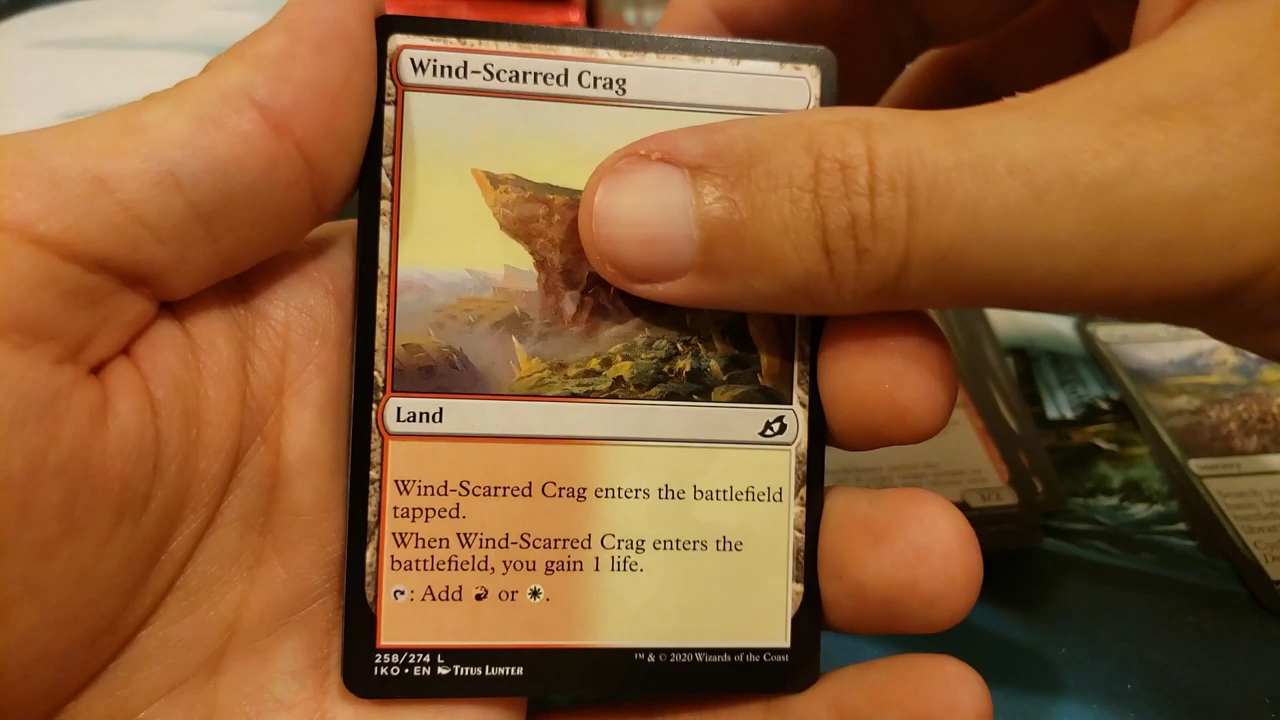 Wind-Scarred Crag
Land
Wind-Scarred Crag enters the battlefield
tapped.
When Wind-Scarred Crag enters the
battlefield, you gain 1 life.
: Add or .
258/274 L
IKO • EN TITUS LUNTER
™ & © 2020 Wizards of the Coast